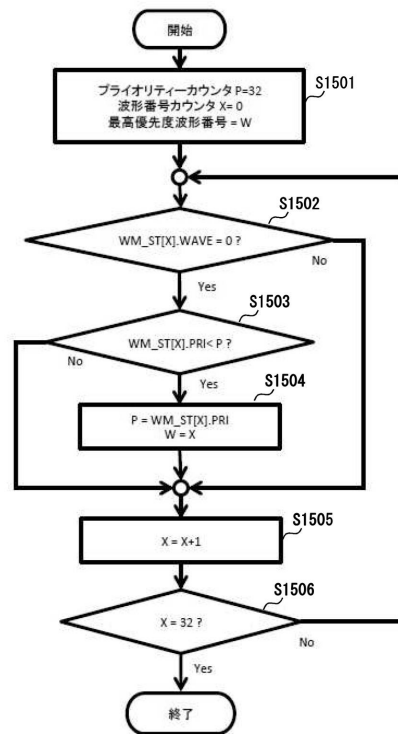 開始
S1501
プライオリティーカウンタ P=32
波形番号カウンタ X= 0
最高優先度波形番号 = W
S1502
WM_ST[X].WAVE = 0 ?
No
Yes
S1503
WM_ST[X].PRI< P ?
No
Yes
S1504
P = WM_ST[X].PRI
W = X
S1505
X = X+1
S1506
X = 32 ?
No
Yes
終了